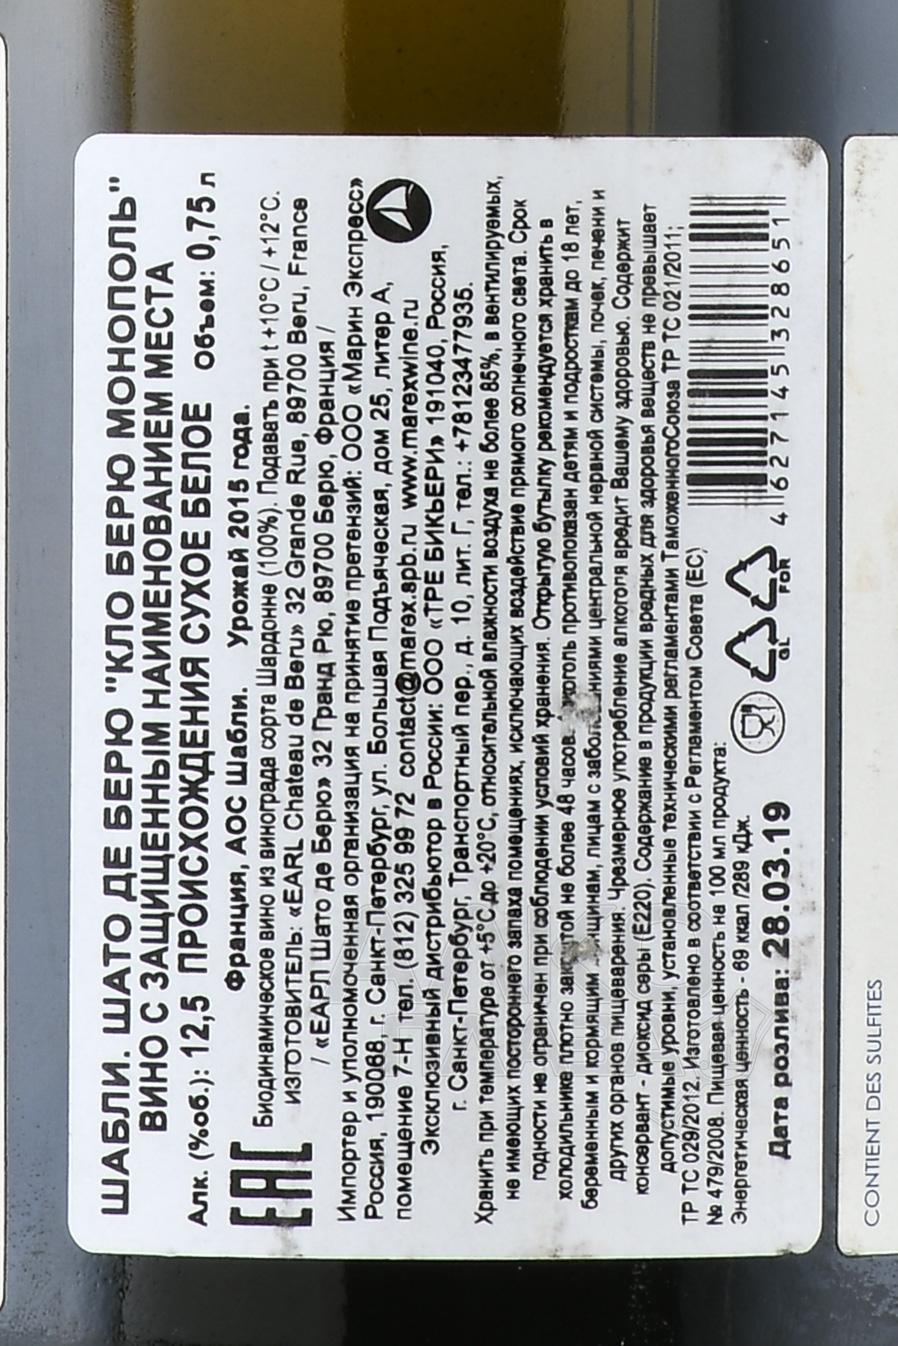 ШАБЛИ. ШАТО ДЕ БЕРЮ "КЛО БЕРЮ МОНОПОЛЬ"
ВИНО С ЗАЩИЩЕННЫМ НАИМЕНОВАНИЕМ МЕСТА
Алк. (%об.): 12,5 ПРОИСХОЖДЕНИЯ СУХОЕ БЕЛОЕ Объем: 0,75 л
Франция, АОС Шабли. Урожай 2015 года.
EAC
Биодинамическое вино из винограда сорта Шардонне (100%). Подавать при t +10°C / +12°C.
ИЗГОТОВИТЕЛЬ: «EARL Chateau de Beru» 32 Grande Rue, 89700 Beru, France
/ «ЕАРЛ Шато де Берю» 32 Гранд Рю, 89700 Берю, Франция /
Импортер и уполномоченная организация на принятие претензий: ООО «Марин Экспресс»
Россия, 190068, г. Санкт-Петербург, ул. Большая Подъяческая, дом 25, литер А,
помещение 7-Н тел. (812) 325 99 72 contact@marex.spb.ru www.marexwine.ru
Эксклюзивный дистрибьютор в России: ООО «ТРЕ БИКЬЕРИ» 191040, Россия,
г. Санкт-Петербург, Транспортный пер., д. 10, лит. Г, тел.: +78123477935.
Хранить при температуре от +5°С до +20°С, относительной влажности воздуха не более 85%, в вентилируемых,
не имеющих постороннего запаха помещениях, исключающих воздействие прямого солнечного света. Срок
годности не ограничен при соблюдении условий хранения. Открытую бутылку рекомендуется хранить в
холодильнике плотно закрытой не более 48 часов. Алкоголь противопоказан детям и подросткам до 18 лет,
беременным и кормящим женщинам, лицам с заболеваниями центральной нервной системы, почек, печени и
других органов пищеварения. Чрезмерное употребление алкоголя вредит Вашему здоровью. Содержит
консервант - диоксид серы (Е220). Содержание в продукции вредных для здоровья веществ не превышает
допустимые уровни, установленные техническими регламентами ТаможенногоСоюза ТР ТС 021/2011;
ТР ТС 029/2012. Изготовлено в соответствии с Регламентом Совета (ЕС)
№ 479/2008. Пищевая ценность на 100 мл продукта:
Энергетическая ценность - 69 ккал /289 кДж.
Дата розлива: 28.03.19
GL
FOR
4 627145 328651
CONTIENT DES SULFITES